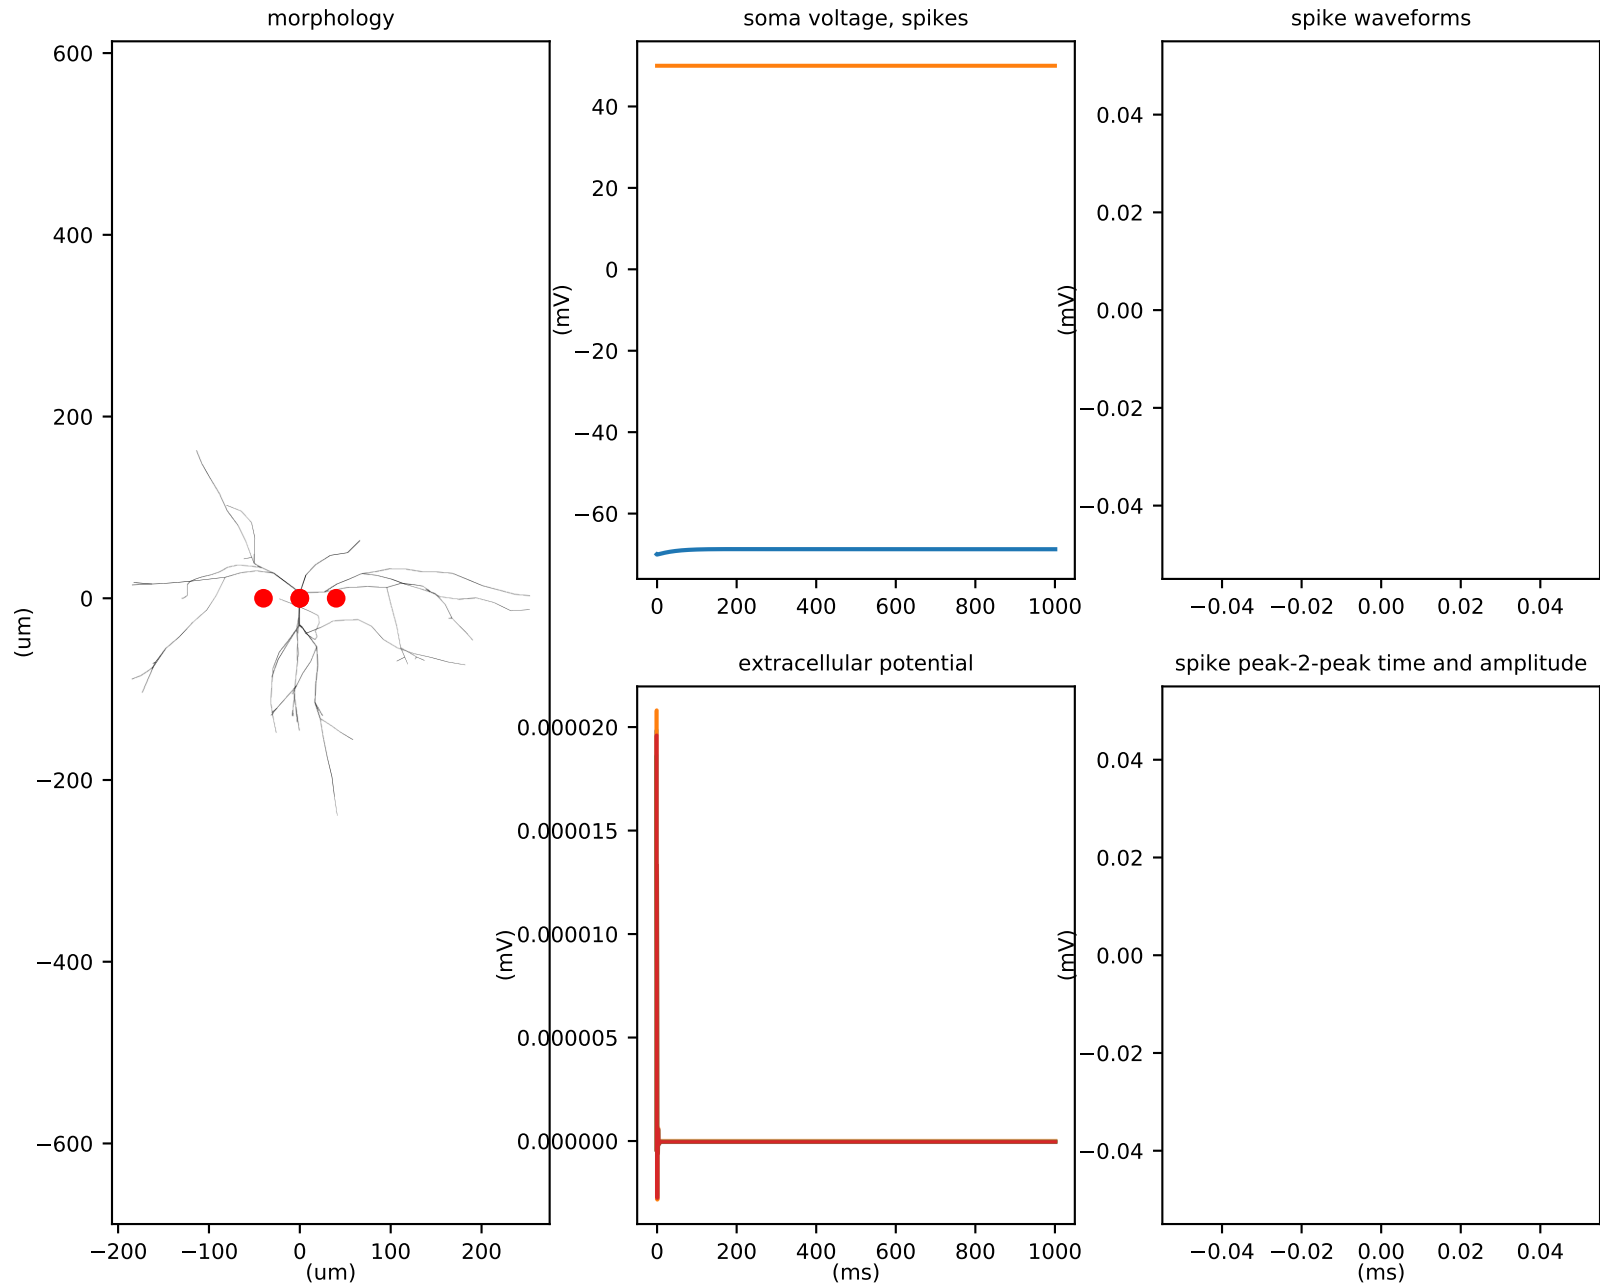 morphology
600
400
200
0
−200
−400
−600
(um)
−200 −100 0 100 200
(um)
soma voltage, spikes
40
20
0
−20
−40
−60
(mV)
0 200 400 600 800 1000
spike waveforms
0.04
0.02
0.00
−0.02
−0.04
(mV)
−0.04 −0.02 0.00 0.02 0.04
extracellular potential
0.000020
0.000015
0.000010
0.000005
0.000000
(mV)
0 200 400 600 800 1000
(ms)
spike peak-2-peak time and amplitude
0.04
0.02
0.00
−0.02
−0.04
(mV)
−0.04 −0.02 0.00 0.02 0.04
(ms)